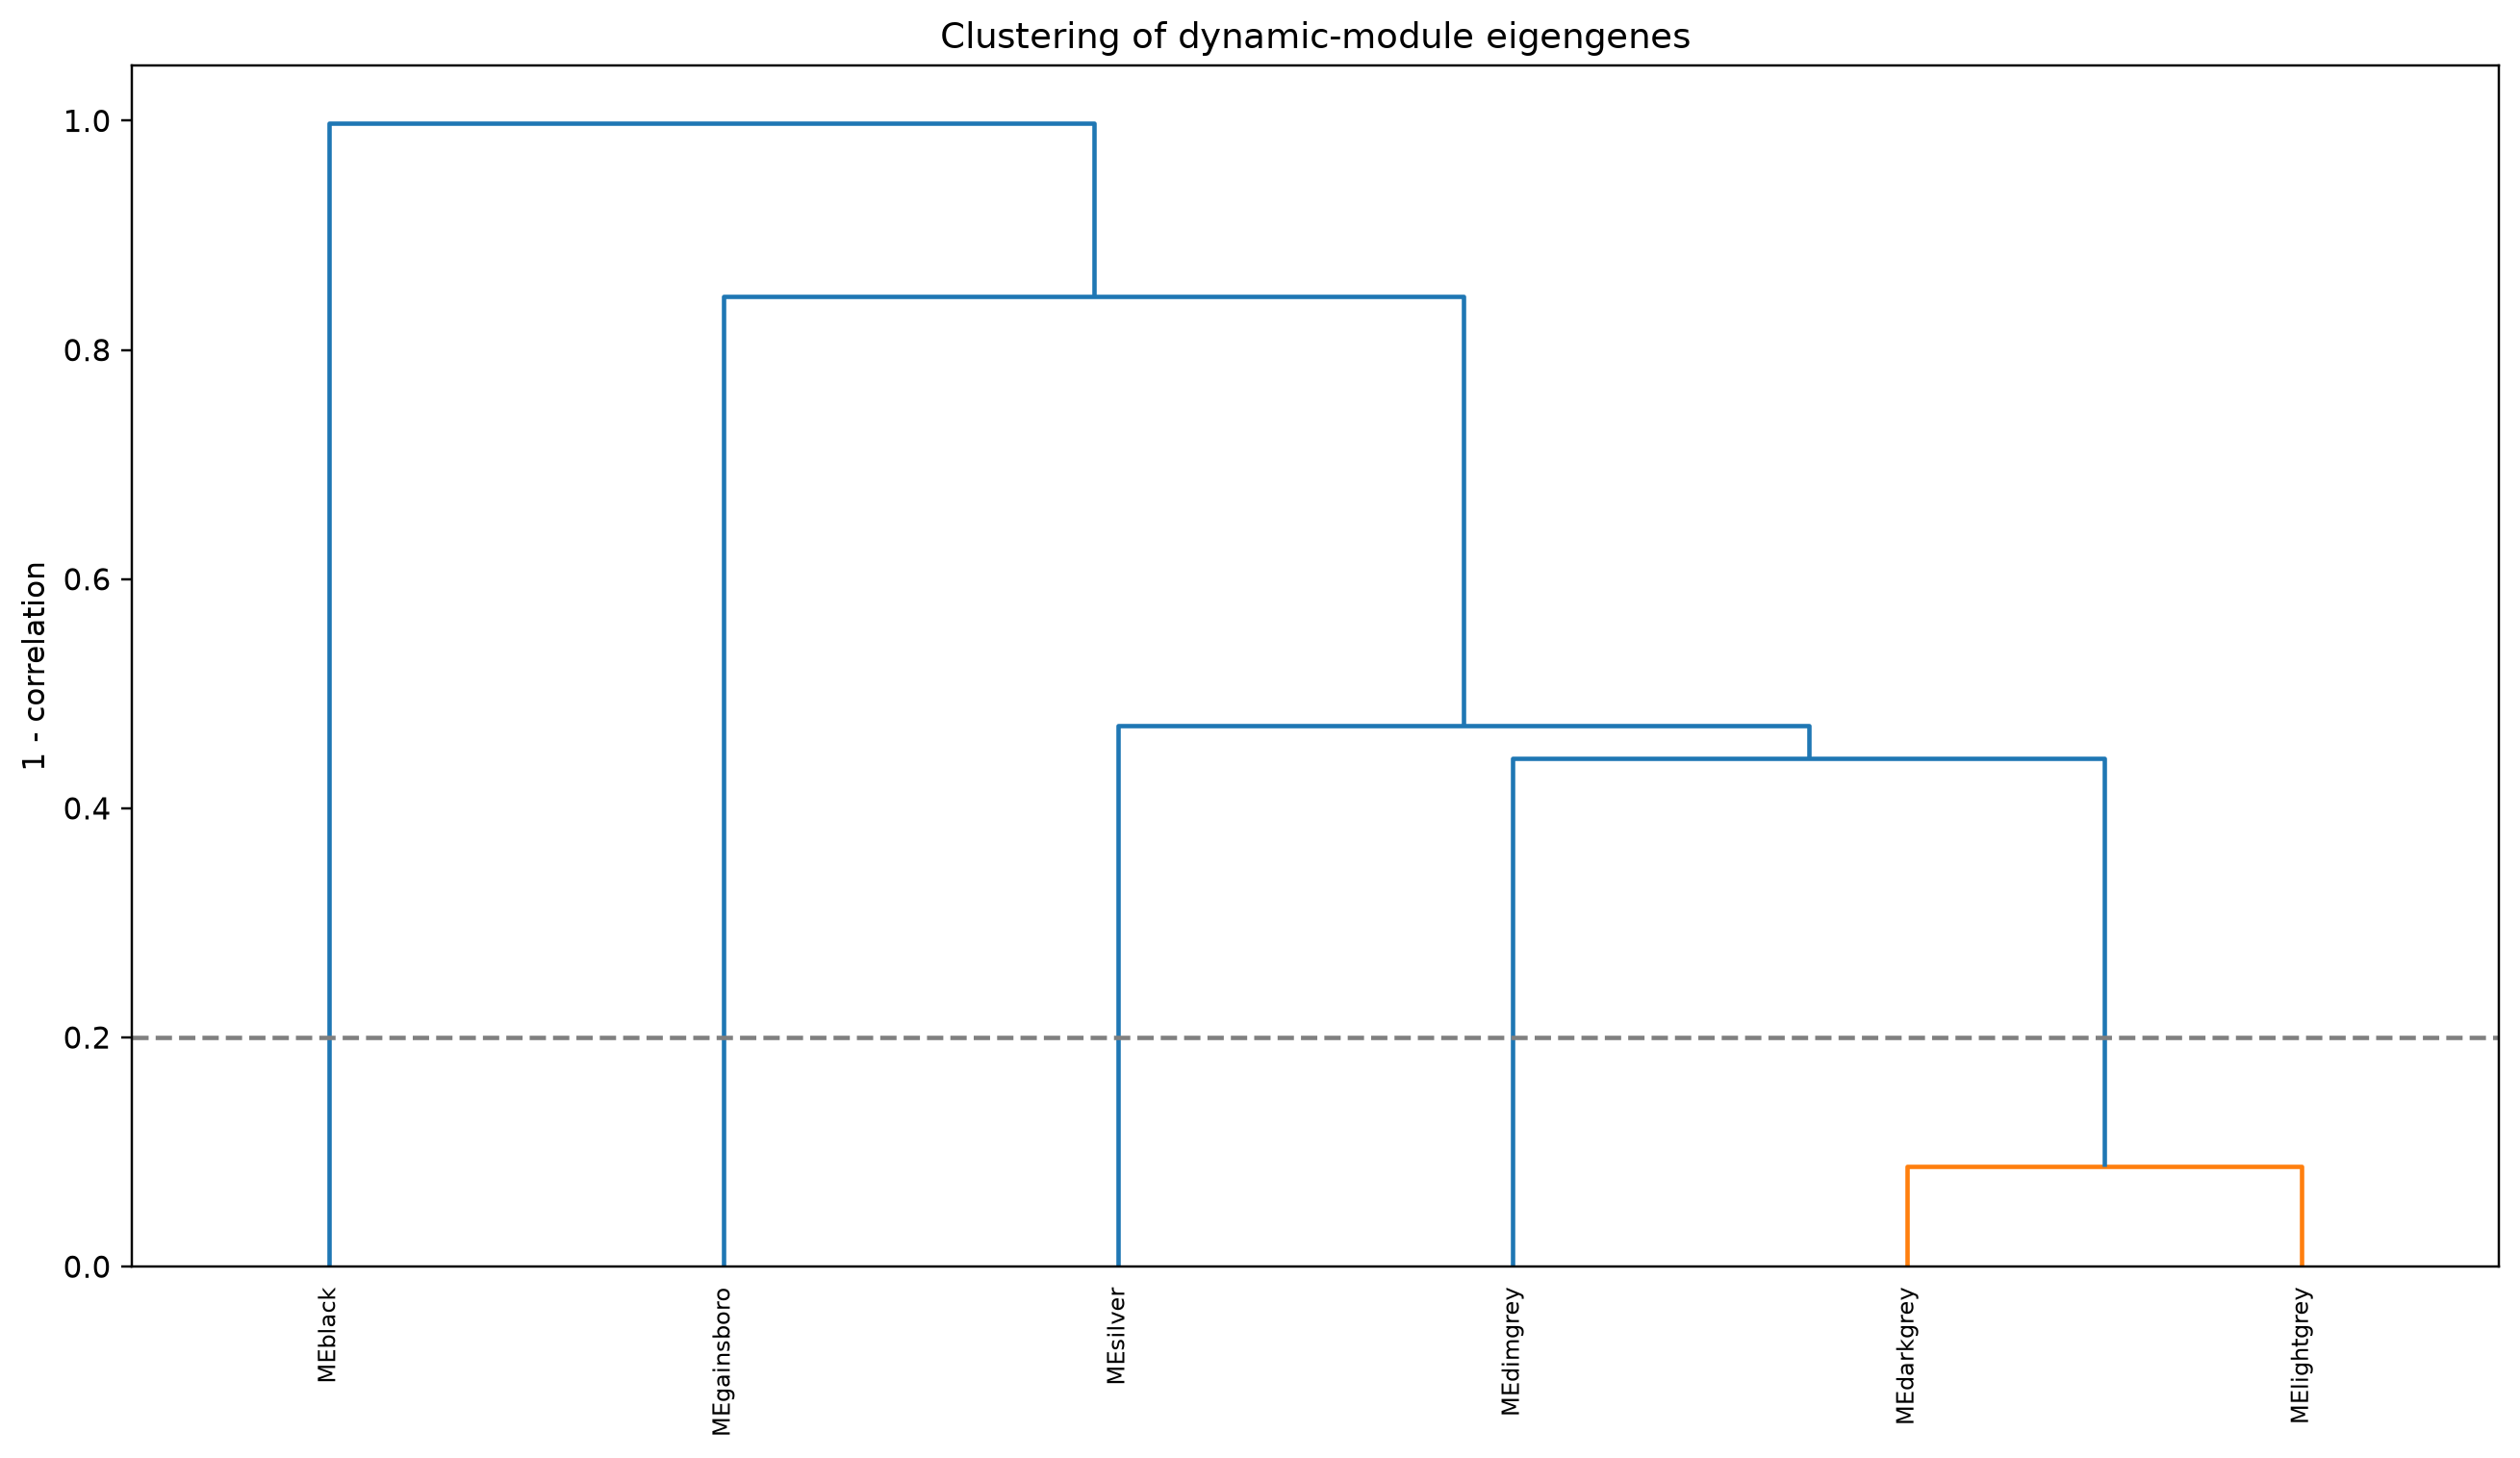 Clustering of dynamic-module eigengenes
1 - correlation
1.0
0.8
0.6
0.4
0.2
0.0
MEblack
MEgainsboro
MEsilver
MEdimgrey
MEdarkgrey
MElightgrey